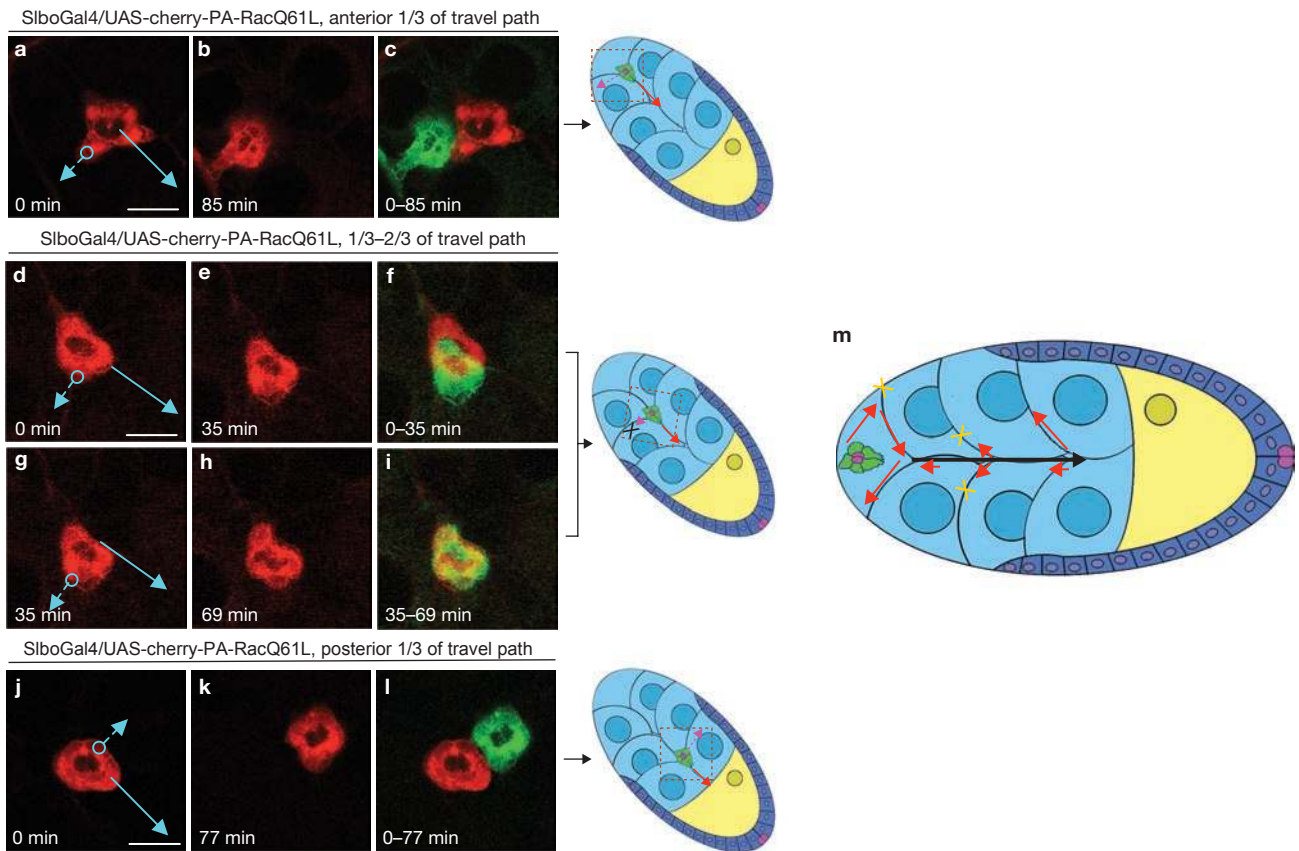 SlboGal4/UAS-cherry-PA-RacQ61L, anterior 1/3 of travel path
a b c
0 min 85 min 0–85 min
SlboGal4/UAS-cherry-PA-RacQ61L, 1/3–2/3 of travel path
d e f
0 min 35 min 0–35 min
m
g h i
35 min 69 min 35–69 min
SlboGal4/UAS-cherry-PA-RacQ61L, posterior 1/3 of travel path
j k l
0 min 77 min 0–77 min